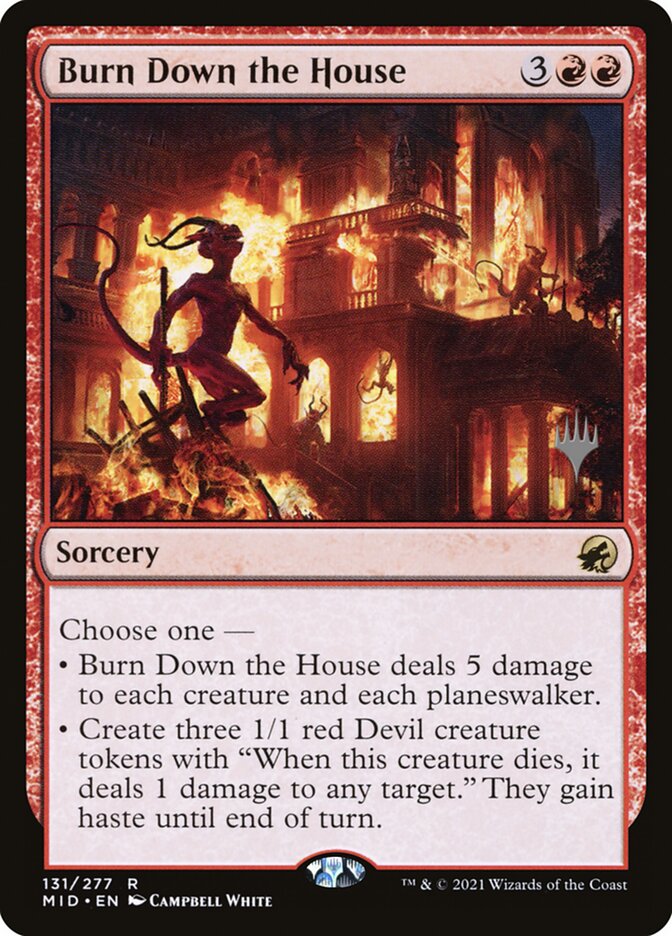 Burn Down the House 3
Sorcery
Choose one —
• Burn Down the House deals 5 damage
to each creature and each planeswalker.
• Create three 1/1 red Devil creature
tokens with “When this creature dies, it
deals 1 damage to any target.” They gain
haste until end of turn.
131/277 R
MID • EN Campbell White
™ & © 2021 Wizards of the Coast